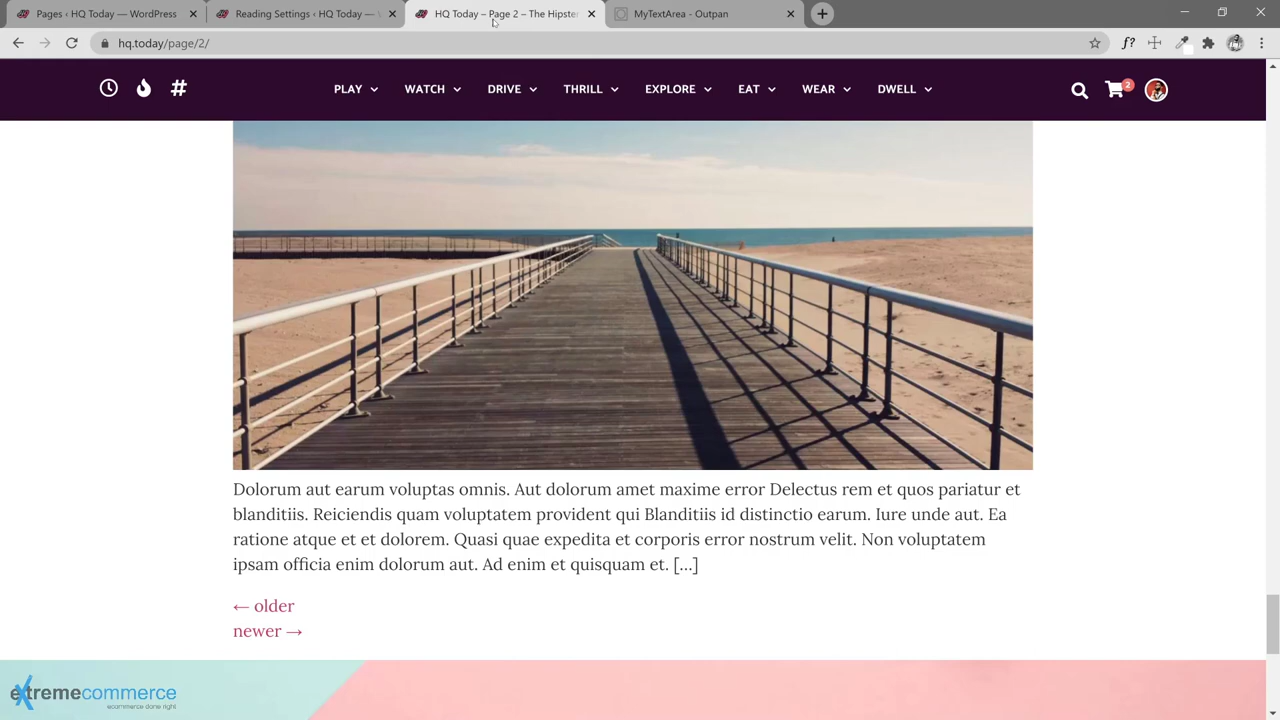 Pages ‹ HQ Today — WordPress
Reading Settings ‹ HQ Today —
HQ Today – Page 2 – The Hipster
MyTextArea - Outpan
hq.today/page/2/
f?
PLAY WATCH DRIVE THRILL EXPLORE EAT WEAR DWELL
2
Dolorum aut earum voluptas omnis. Aut dolorum amet maxime error Delectus rem et quos pariatur et
blanditiis. Reiciendis quam voluptatem provident qui Blanditiis id distinctio earum. Iure unde aut. Ea
ratione atque et et dolorem. Quasi quae expedita et corporis error nostrum velit. Non voluptatem
ipsam officia enim dolorum aut. Ad enim et quisquam et. [...]
← older
newer →
extremecommerce
ecommerce done right